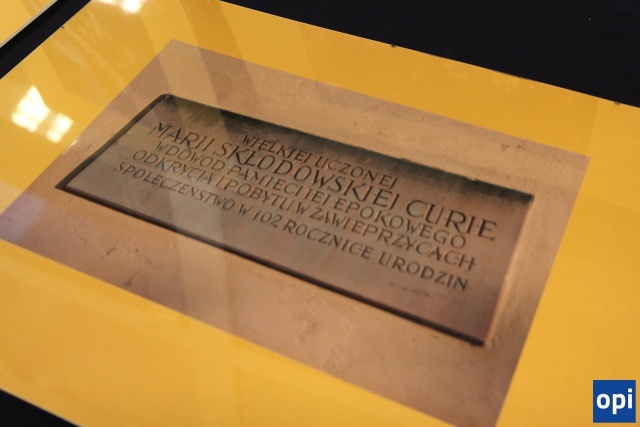 WIELKIEJ UCZONEJ
MARII SKŁODOWSKIEJ CURIE
W DOWÓD PAMIĘCI JEJ EPOKOWEGO
ODKRYCIA I POBYTU W ZAWIEPRZYCACH
SPOŁECZEŃSTWO W 102 ROCZNICĘ URODZIN
opi